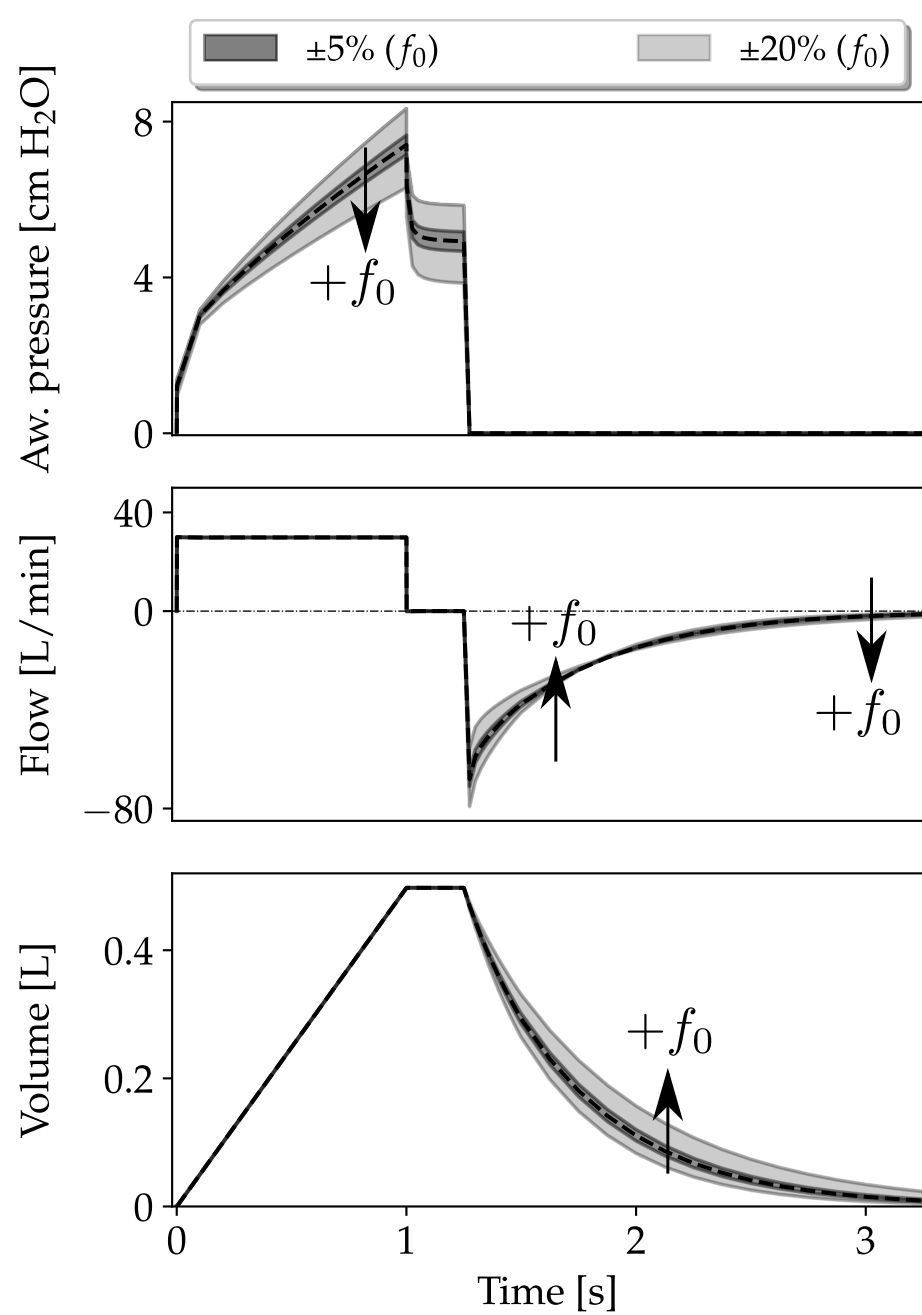 ±5% (f₀)
±20% (f₀)
Aw. pressure [cm H₂O]
8
4
0
+f₀
Flow [L/min]
40
0
−80
+f₀
+f₀
Volume [L]
0.4
0.2
0
+f₀
0
1
2
3
Time [s]